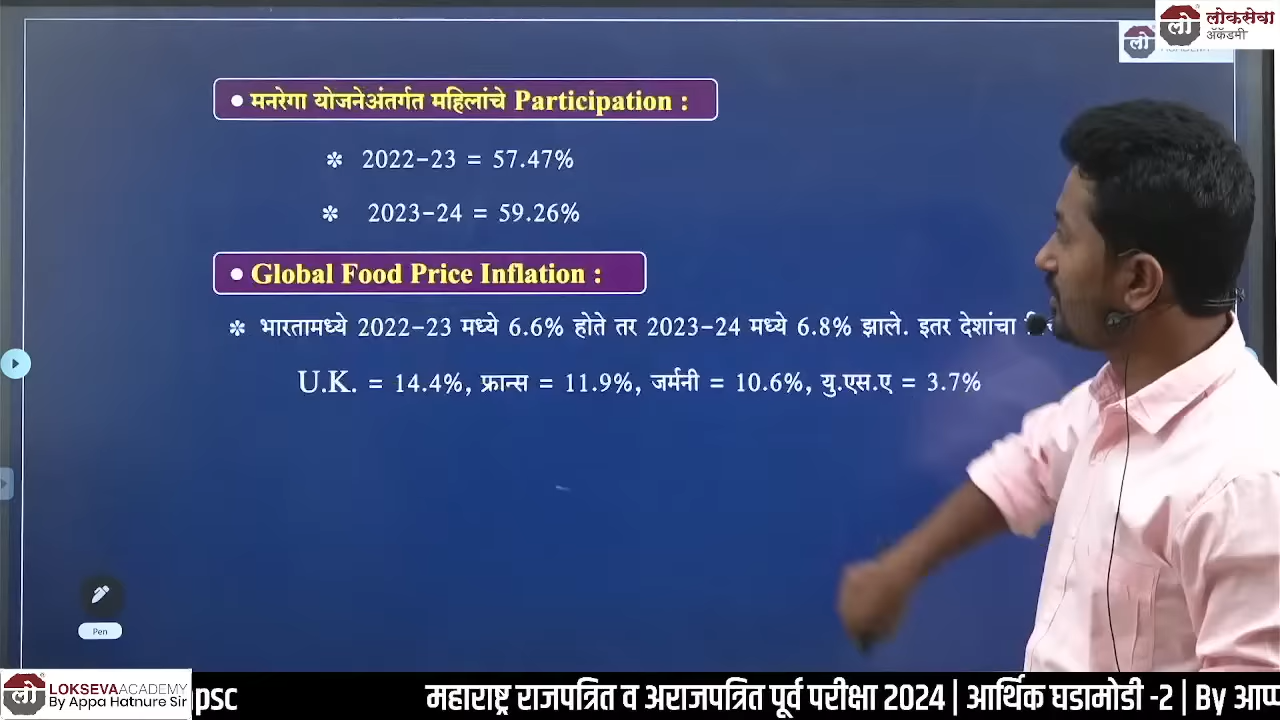 लोकसेवा
अ‍ॅकॅडमी
• मनरेगा योजनेअंतर्गत महिलांचे Participation :
* 2022-23 = 57.47%
* 2023-24 = 59.26%
• Global Food Price Inflation :
* भारतामध्ये 2022-23 मध्ये 6.6% होते तर 2023-24 मध्ये 6.8% झाले. इतर देशांचा
U.K. = 14.4%, फ्रान्स = 11.9%, जर्मनी = 10.6%, यु.एस.ए = 3.7%
Pen
लो LOKSEVA ACADEMY
By Appa Hatnure Sir
psc महाराष्ट्र राजपत्रित व अराजपत्रित पूर्व परीक्षा 2024 | आर्थिक घडामोडी -2 | By